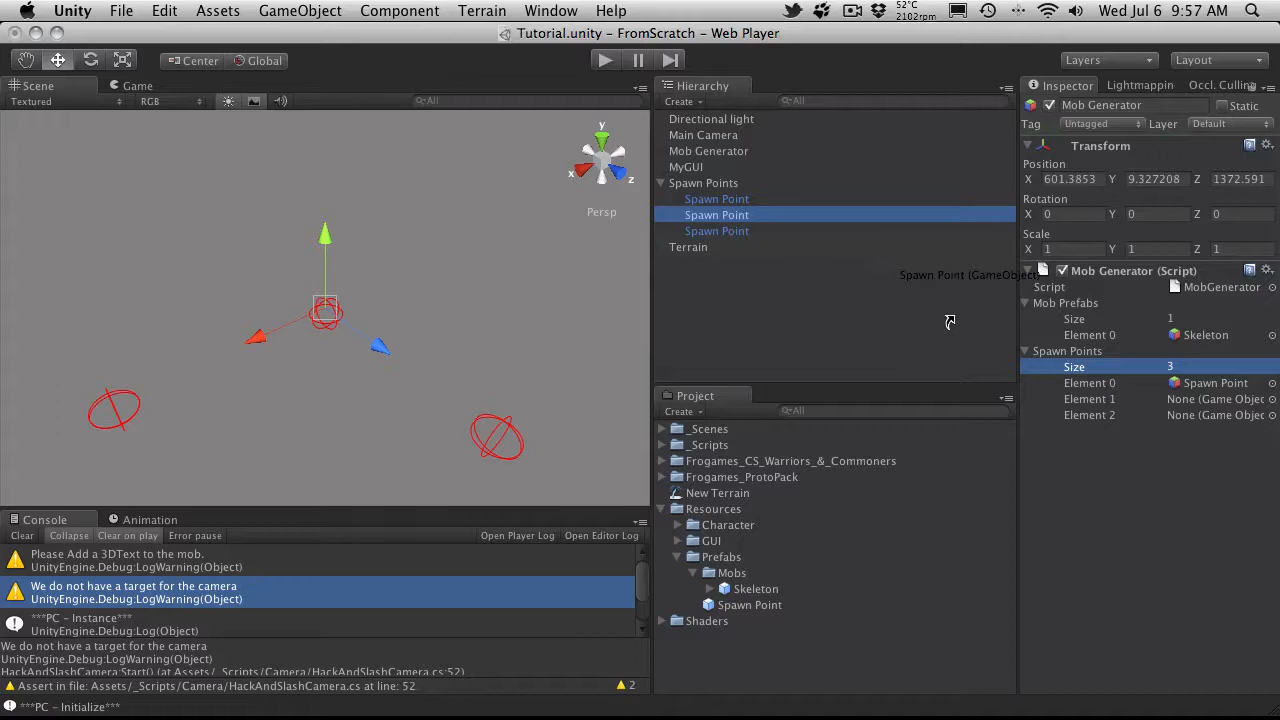 Unity File Edit Assets GameObject Component Terrain Window Help 52°C 2102rpm Wed Jul 6 9:57 AM
Tutorial.unity - FromScratch - Web Player
Center Global Layers Layout
Scene Game
Textured RGB All
y
x z
Persp
Hierarchy
Create All
Directional light
Main Camera
Mob Generator
MyGUI
Spawn Points
Spawn Point
Spawn Point
Spawn Point
Terrain
Spawn Point (GameObject)
Inspector Lightmappin Occl. Culling
Mob Generator Static
Tag Untagged Layer Default
Transform
Position
X 601.3853 Y 9.327208 Z 1372.591
Rotation
X 0 Y 0 Z 0
Scale
X 1 Y 1 Z 1
Mob Generator (Script)
Script MobGenerator
Mob Prefabs
Size 1
Element 0 Skeleton
Spawn Points
Size 3
Element 0 Spawn Point
Element 1 None (Game Objec
Element 2 None (Game Objec
Project
Create All
_Scenes
_Scripts
Frogames_CS_Warriors_&_Commoners
Frogames_ProtoPack
New Terrain
Resources
Character
GUI
Prefabs
Mobs
Skeleton
Spawn Point
Shaders
Console Animation
Clear Collapse Clear on play Error pause Open Player Log Open Editor Log
Please Add a 3DText to the mob.
UnityEngine.Debug:LogWarning(Object)
We do not have a target for the camera
UnityEngine.Debug:LogWarning(Object)
***PC - Instance***
UnityEngine.Debug:Log(Object)
We do not have a target for the camera
UnityEngine.Debug:LogWarning(Object)
HackAndSlashCamera:Start() (at Assets/_Scripts/Camera/HackAndSlashCamera.cs:52)
Assert in file: Assets/_Scripts/Camera/HackAndSlashCamera.cs at line: 52 2
***PC - Initialize***